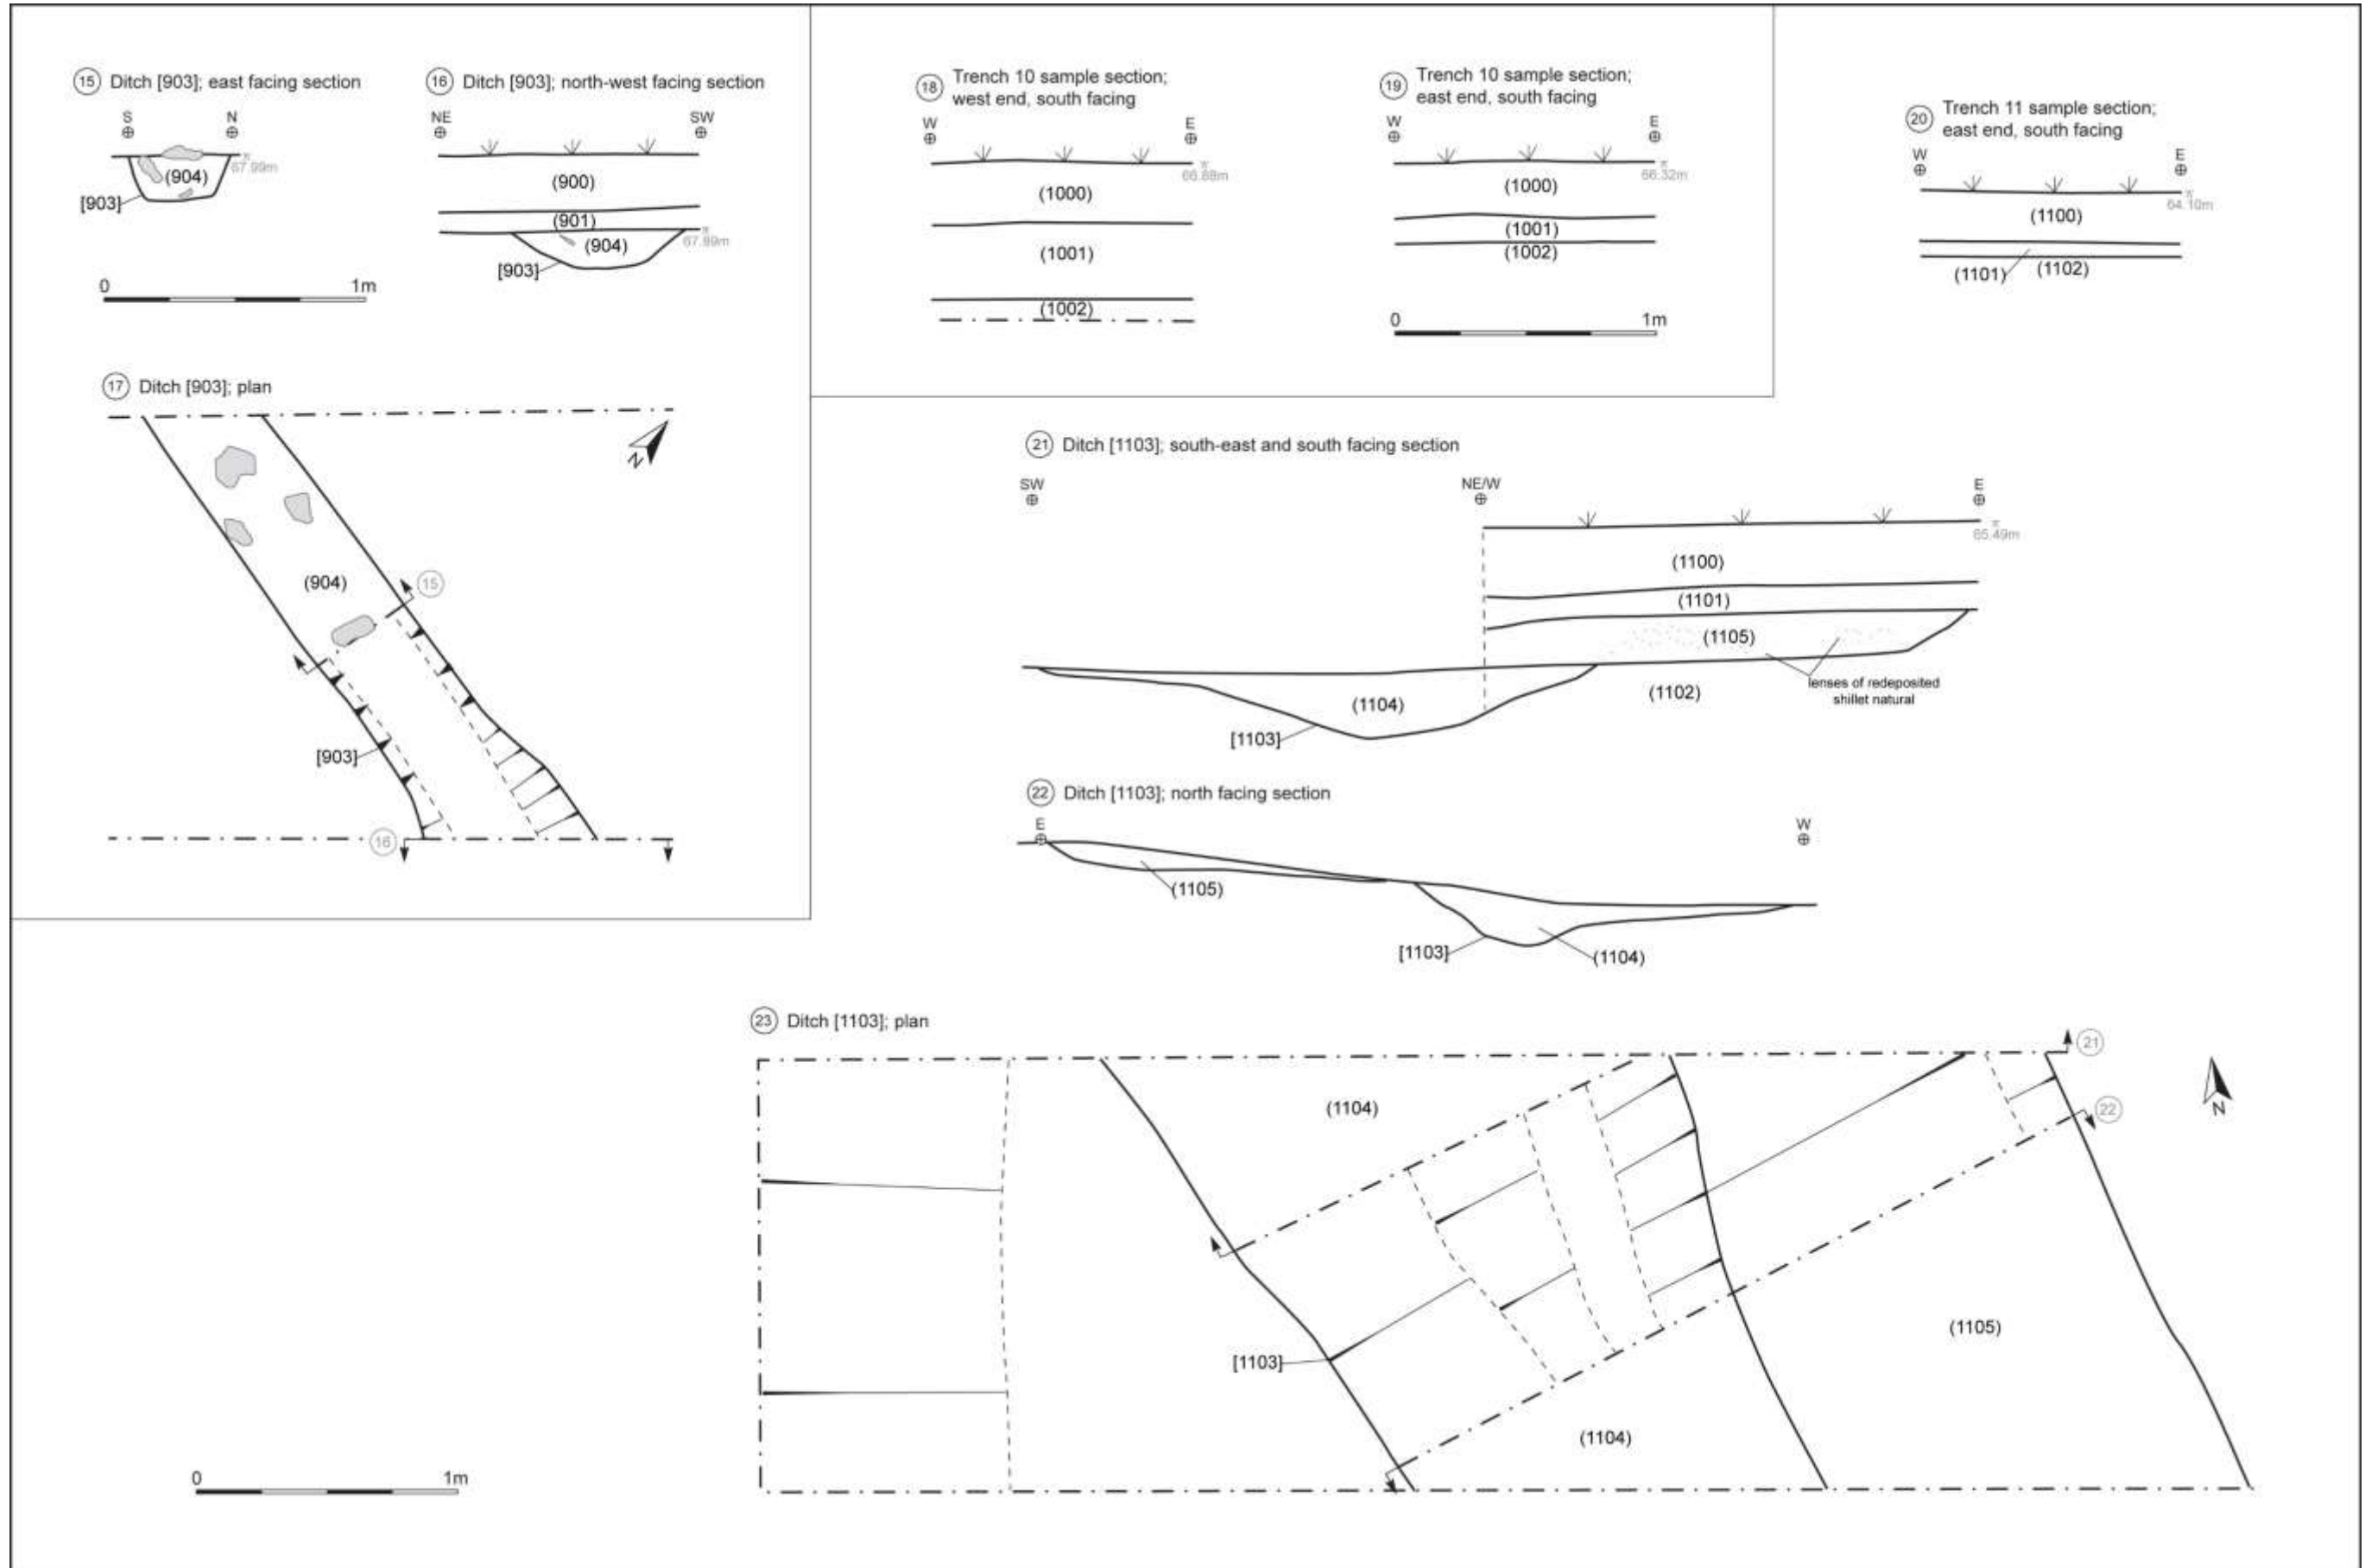 15 Ditch [903]; east facing section
S
N
67.99m
(904)
[903]
0
1m
16 Ditch [903]; north-west facing section
NE
SW
(900)
(901)
(904)
67.89m
[903]
17 Ditch [903]; plan
N
(904)
15
[903]
16
18 Trench 10 sample section;
west end, south facing
W
E
66.88m
(1000)
(1001)
(1002)
19 Trench 10 sample section;
east end, south facing
W
E
66.32m
(1000)
(1001)
(1002)
0
1m
20 Trench 11 sample section;
east end, south facing
W
E
64.10m
(1100)
(1101)
(1102)
21 Ditch [1103]; south-east and south facing section
SW
NE/W
E
65.49m
(1100)
(1101)
(1105)
lenses of redeposited
shillet natural
(1102)
(1104)
[1103]
22 Ditch [1103]; north facing section
E
W
(1105)
[1103]
(1104)
23 Ditch [1103]; plan
21
22
N
(1104)
(1105)
[1103]
(1104)
0
1m